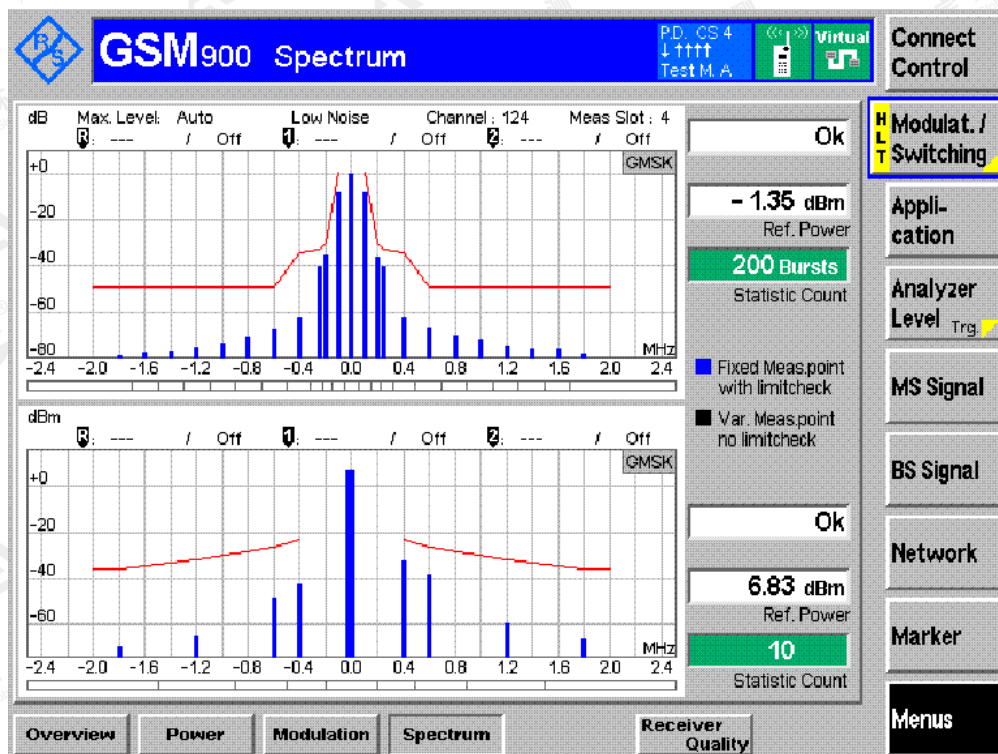 R S
GSM900 Spectrum
P.D. CS 4
Test M. A
Virtual
Connect Control
dB Max. Level: Auto Low Noise Channel : 124 Meas Slot : 4
R : --- / Off 1 : --- / Off 2 : --- / Off
GMSK
+0
-20
-40
-60
-80
MHz
-2.4 -2.0 -1.6 -1.2 -0.8 -0.4 0.0 0.4 0.8 1.2 1.6 2.0 2.4
Ok
- 1.35 dBm
Ref. Power
200 Bursts
Statistic Count
Fixed Meas.point
with limitcheck
Var. Meas.point
no limitcheck
dBm
R : --- / Off 1 : --- / Off 2 : --- / Off
GMSK
+0
-20
-40
-60
MHz
-2.4 -2.0 -1.6 -1.2 -0.8 -0.4 0.0 0.4 0.8 1.2 1.6 2.0 2.4
Ok
6.83 dBm
Ref. Power
10
Statistic Count
HLT
Modulat. /
Switching
Appli-
cation
Analyzer
Level Trg.
MS Signal
BS Signal
Network
Marker
Menus
Overview
Power
Modulation
Spectrum
Receiver
Quality